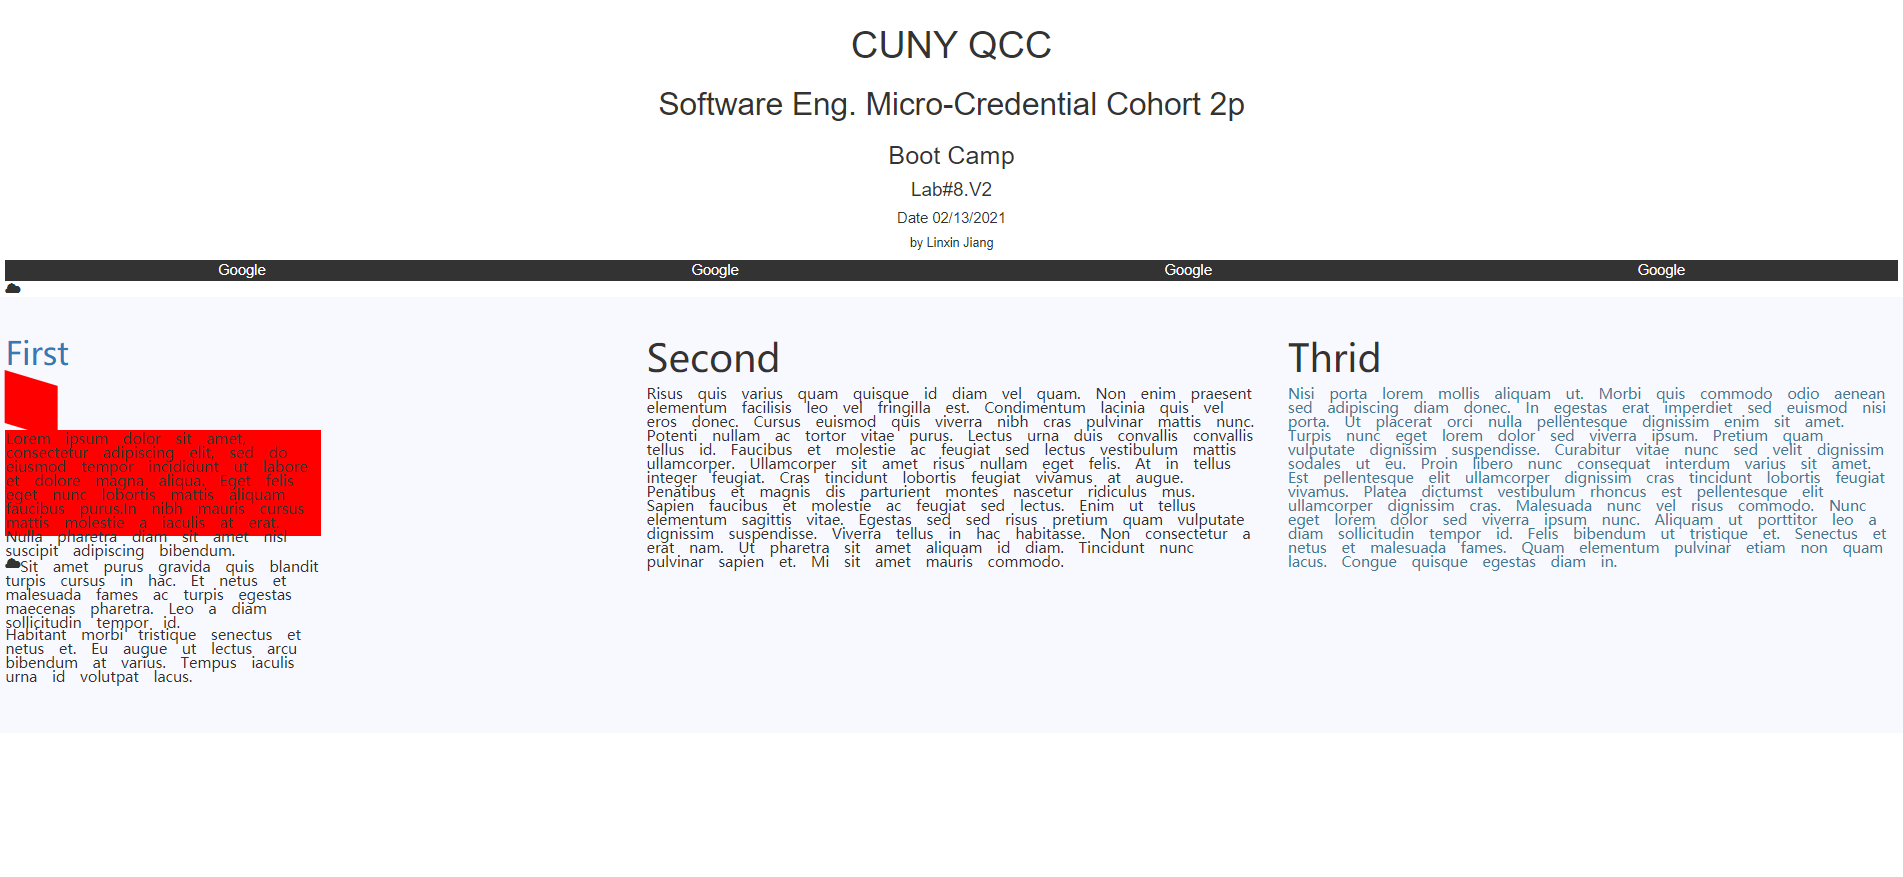 CUNY QCC
Software Eng. Micro-Credential Cohort 2p
Boot Camp
Lab#8.V2
Date 02/13/2021
by Linxin Jiang
Google Google Google Google
First
Lorem ipsum dolor sit amet,
consectetur adipiscing elit, sed do
eiusmod tempor incididunt ut labore
et dolore magna aliqua. Eget felis
eget nunc lobortis mattis aliquam
faucibus purus.In nibh mauris cursus
mattis molestie a iaculis at erat.
Nulla pharetra diam sit amet nisl
suscipit adipiscing bibendum.
Sit amet purus gravida quis blandit
turpis cursus in hac. Et netus et
malesuada fames ac turpis egestas
maecenas pharetra. Leo a diam
sollicitudin tempor id.
Habitant morbi tristique senectus et
netus et. Eu augue ut lectus arcu
bibendum at varius. Tempus iaculis
urna id volutpat lacus.
Second
Risus quis varius quam quisque id diam vel quam. Non enim praesent
elementum facilisis leo vel fringilla est. Condimentum lacinia quis vel
eros donec. Cursus euismod quis viverra nibh cras pulvinar mattis nunc.
Potenti nullam ac tortor vitae purus. Lectus urna duis convallis convallis
tellus id. Faucibus et molestie ac feugiat sed lectus vestibulum mattis
ullamcorper. Ullamcorper sit amet risus nullam eget felis. At in tellus
integer feugiat. Cras tincidunt lobortis feugiat vivamus at augue.
Penatibus et magnis dis parturient montes nascetur ridiculus mus.
Sapien faucibus et molestie ac feugiat sed lectus. Enim ut tellus
elementum sagittis vitae. Egestas sed sed risus pretium quam vulputate
dignissim suspendisse. Viverra tellus in hac habitasse. Non consectetur a
erat nam. Ut pharetra sit amet aliquam id diam. Tincidunt nunc
pulvinar sapien et. Mi sit amet mauris commodo.
Thrid
Nisi porta lorem mollis aliquam ut. Morbi quis commodo odio aenean
sed adipiscing diam donec. In egestas erat imperdiet sed euismod nisi
porta. Ut placerat orci nulla pellentesque dignissim enim sit amet.
Turpis nunc eget lorem dolor sed viverra ipsum. Pretium quam
vulputate dignissim suspendisse. Curabitur vitae nunc sed velit dignissim
sodales ut eu. Proin libero nunc consequat interdum varius sit amet.
Est pellentesque elit ullamcorper dignissim cras tincidunt lobortis feugiat
vivamus. Platea dictumst vestibulum rhoncus est pellentesque elit
ullamcorper dignissim cras. Malesuada nunc vel risus commodo. Nunc
eget lorem dolor sed viverra ipsum nunc. Aliquam ut porttitor leo a
diam sollicitudin tempor id. Felis bibendum ut tristique et. Senectus et
netus et malesuada fames. Quam elementum pulvinar etiam non quam
lacus. Congue quisque egestas diam in.